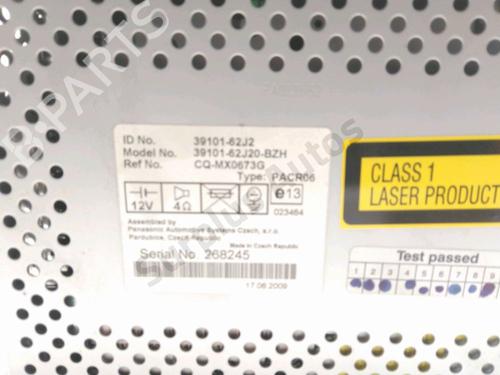 ID No. 39101-62J2
Model No. 39101-62J20-BZH
Ref No. CQ-MX0673G
Type: PACR06
12V 4Ω e13
023464
Assembled by
Panasonic Automotive Systems Czech, s.r.o.
Pardubice, Czech Republic
Made in Czech Republic
Serial No. 268245
17.06.2009
CLASS 1
LASER PRODUCT
Test passed
1 2 3 4 5 6 7 8 9